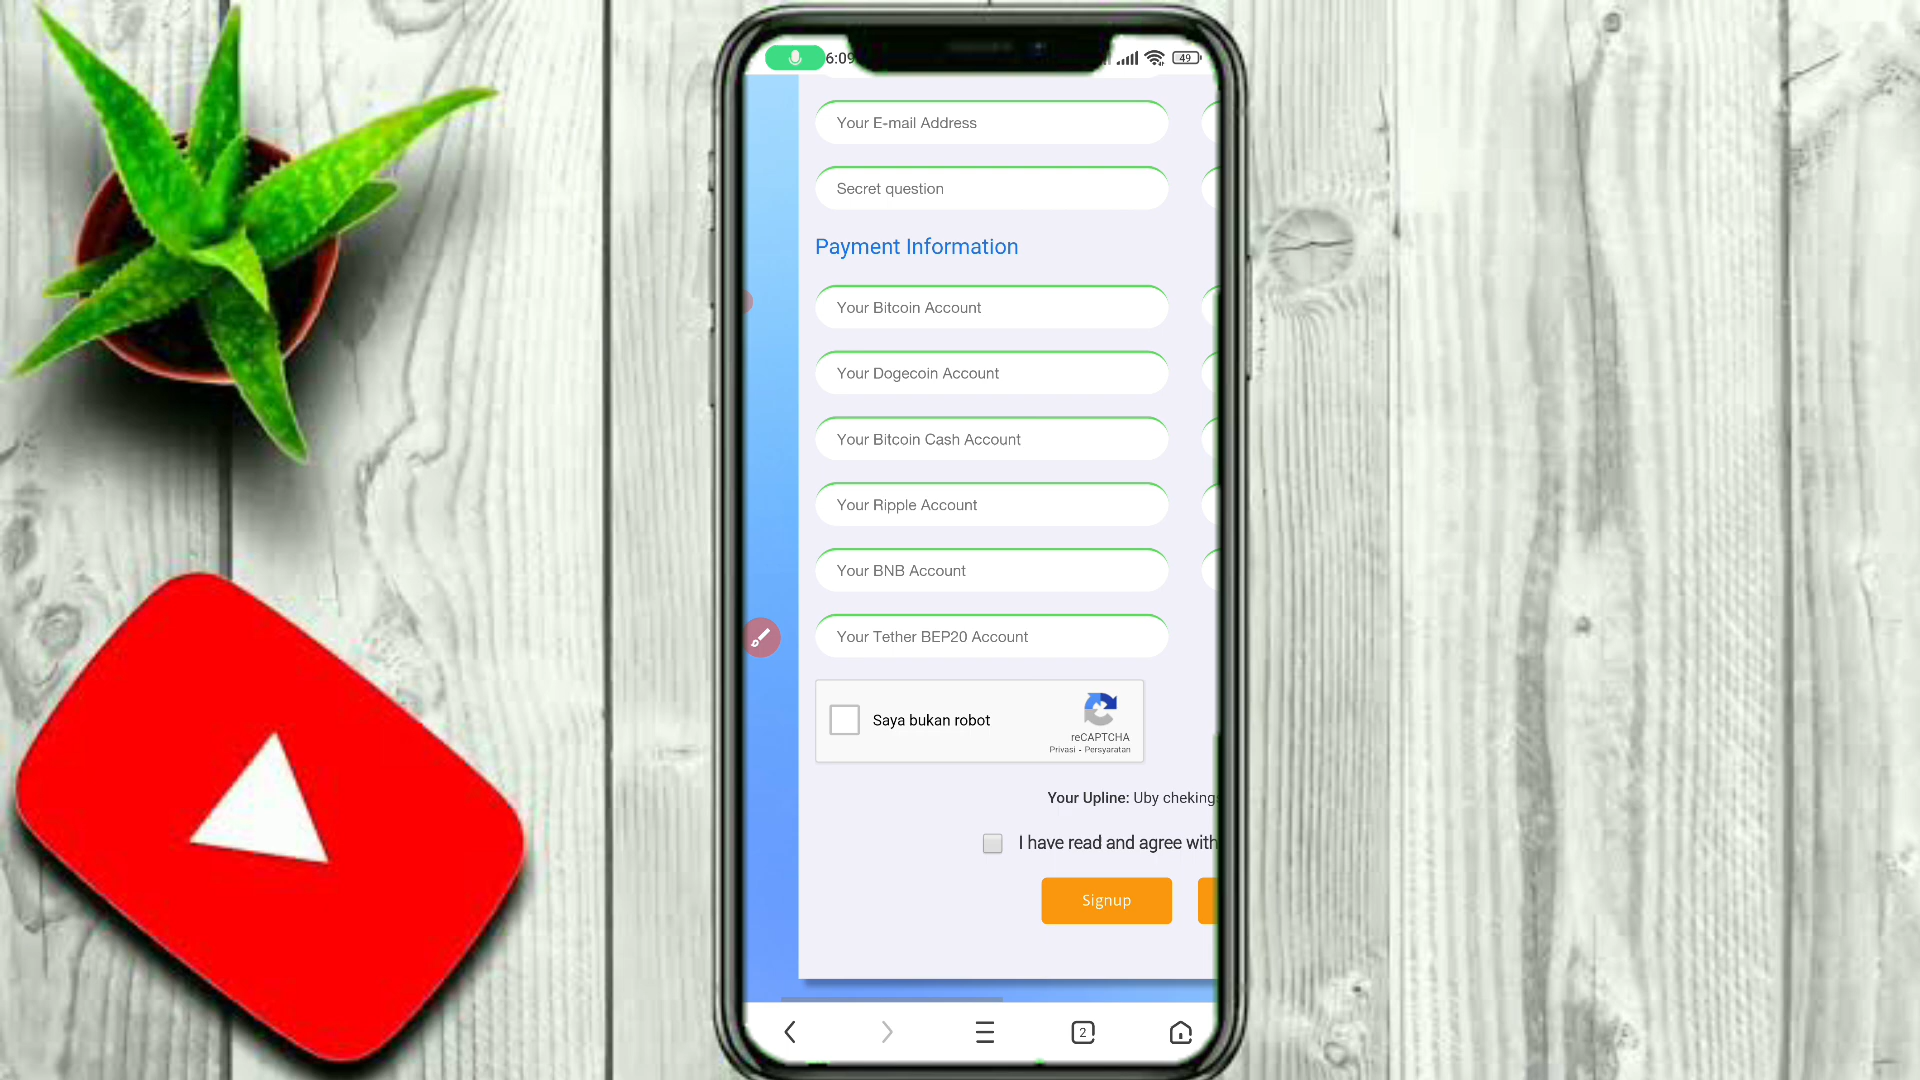 6:09
49
Your E-mail Address
Secret question
Payment Information
Your Bitcoin Account
Your Dogecoin Account
Your Bitcoin Cash Account
Your Ripple Account
Your BNB Account
Your Tether BEP20 Account
Saya bukan robot
reCAPTCHA
Privasi - Persyaratan
Your Upline: Uby cheking
I have read and agree with
Signup
2